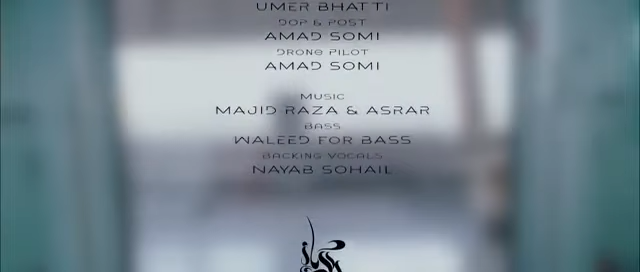 UMER BHATTI
DOP & POST
AMAD SOMI
DRONE PILOT
AMAD SOMI
MUSIC
MAJID RAZA & ASRAR
BASS
WALEED FOR BASS
BACKING VOCALS
NAYAB SOHAIL